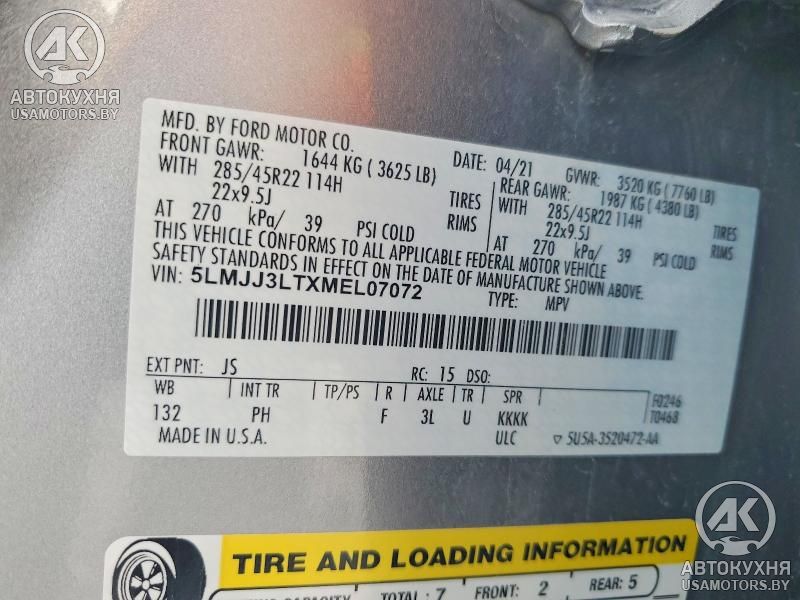 AK
АВТОКУХНЯ
USAMOTORS.BY
MFD. BY FORD MOTOR CO. DATE: 04/21 GVWR: 3520 KG ( 7760 LB)
FRONT GAWR: 1644 KG ( 3625 LB) REAR GAWR: 1987 KG ( 4380 LB)
WITH 285/45R22 114H TIRES WITH 285/45R22 114H TIRES
22x9.5J RIMS 22x9.5J RIMS
AT 270 kPa/ 39 PSI COLD AT 270 kPa/ 39 PSI COLD
THIS VEHICLE CONFORMS TO ALL APPLICABLE FEDERAL MOTOR VEHICLE
SAFETY STANDARDS IN EFFECT ON THE DATE OF MANUFACTURE SHOWN ABOVE.
VIN: 5LMJJ3LTXMEL07072 TYPE: MPV
EXT PNT: JS RC: 15 DSO:
WB INT TR TP/PS R AXLE TR SPR F0246
132 PH F 3L U KKKK T0468
MADE IN U.S.A. ULC ▽ 5U5A-3520472-AA
TIRE AND LOADING INFORMATION
SEATING CAPACITY TOTAL: 7 FRONT: 2 REAR: 5
AK
АВТОКУХНЯ
USAMOTORS.BY